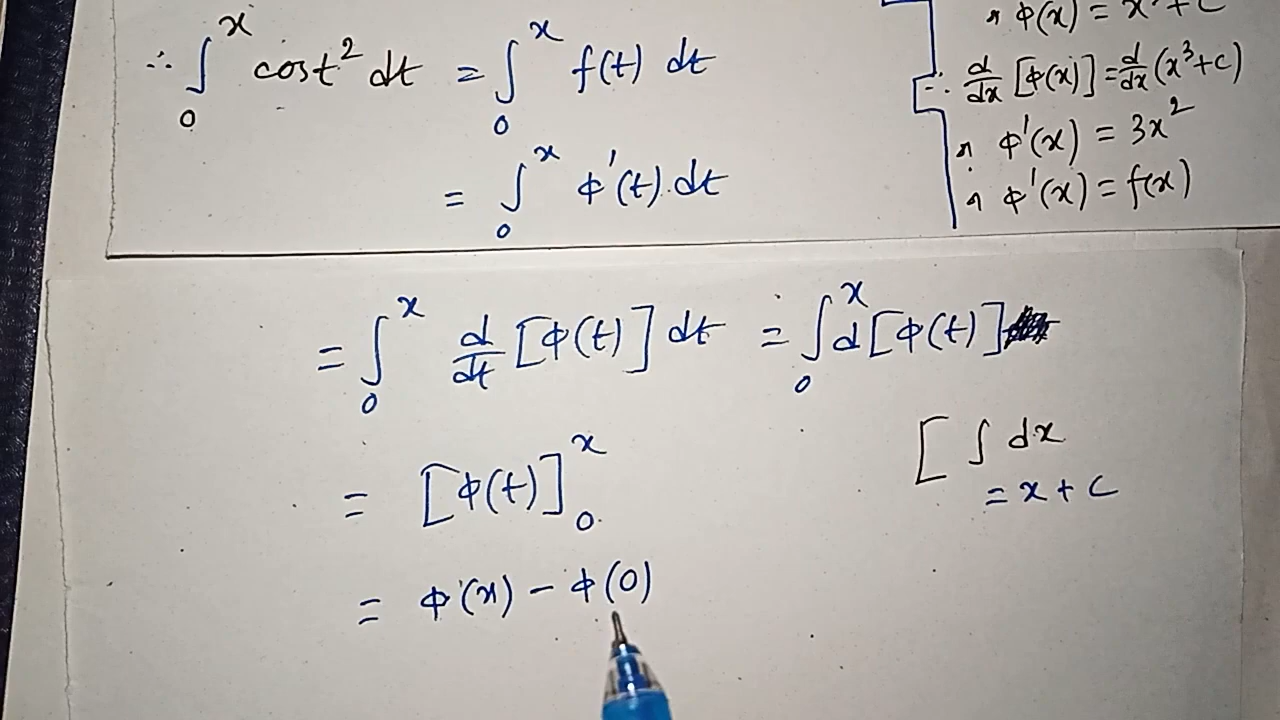 ∴ ∫₀ˣ cos t² dt = ∫₀ˣ f(t) dt
= ∫₀ˣ φ'(t). dt
φ(x) = x³ + C
∴ d/dx [φ(x)] = d/dx (x³+c)
φ'(x) = 3x²
φ'(x) = f(x)
= ∫₀ˣ d/dt [φ(t)] dt = ∫₀ˣ d[φ(t)]
= [φ(t)]₀ˣ
[ ∫ dx
= x + c
= φ(x) - φ(0)